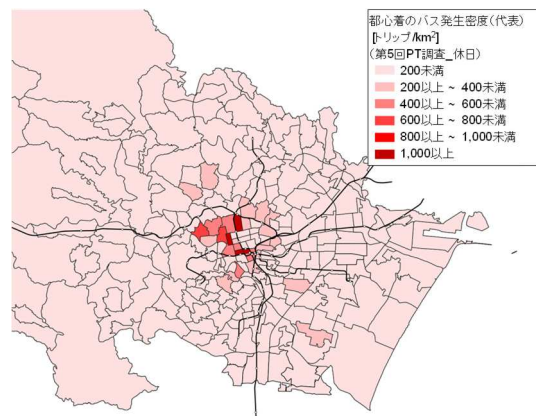 都心着のバス発生密度(代表)
[トリップ/km²]
(第5回PT調査_休日)
200未満
200以上 ~ 400未満
400以上 ~ 600未満
600以上 ~ 800未満
800以上 ~ 1,000未満
1,000以上